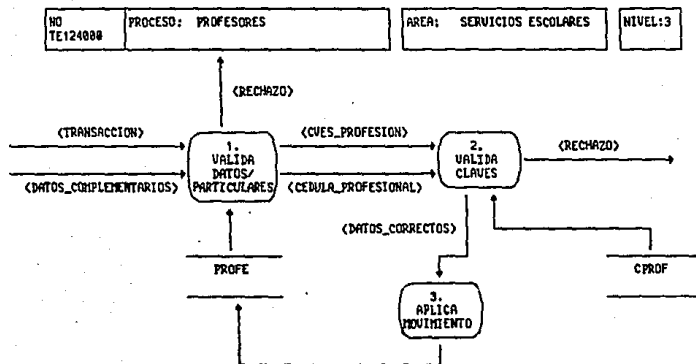 NO
TE124000
PROCESO: PROFESORES
AREA: SERVICIOS ESCOLARES
NIVEL:3
<RECHAZO>
<TRANSACCION>
<CVES_PROFESION>
<RECHAZO>
1.
VALIDA
DATOS/
PARTICULARES
2.
VALIDA
CLAVES
<DATOS_COMPLEMENTARIOS>
<CEDULA_PROFESIONAL>
<DATOS_CORRECTOS>
PROFE
CPROF
3.
APLICA
MOVIMIENTO